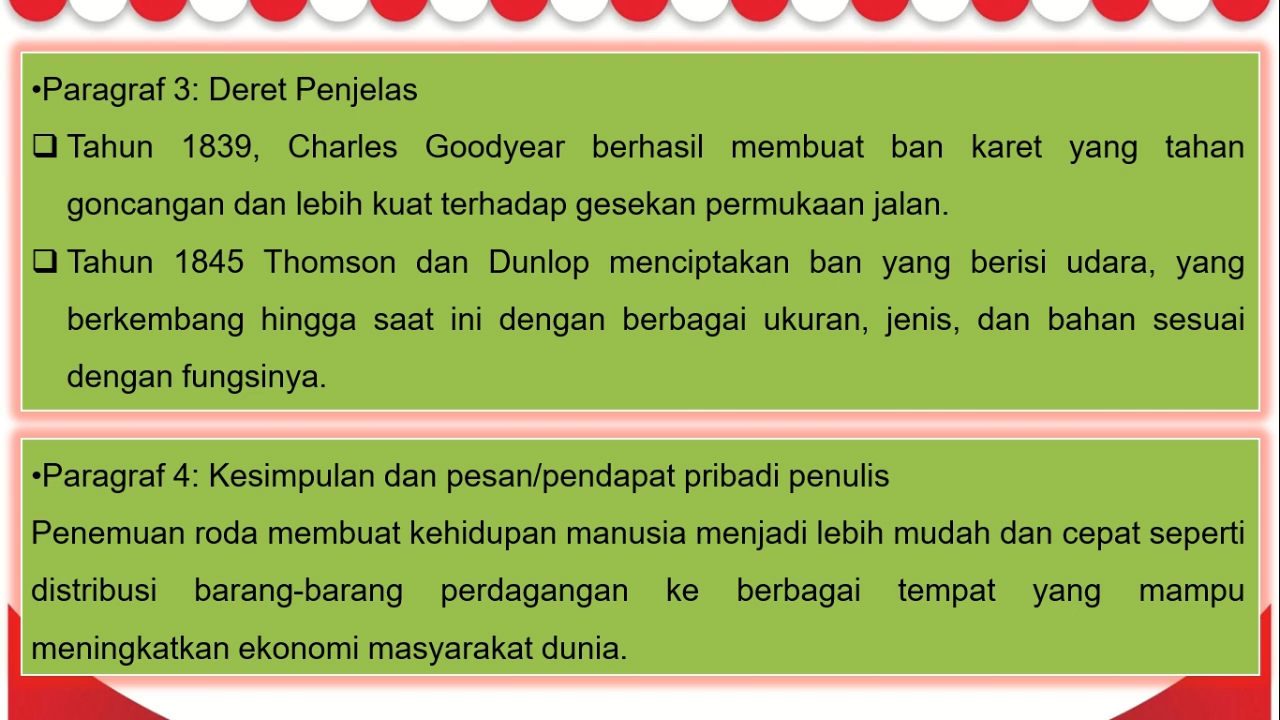 •Paragraf 3: Deret Penjelas
❑ Tahun 1839, Charles Goodyear berhasil membuat ban karet yang tahan
goncangan dan lebih kuat terhadap gesekan permukaan jalan.
❑ Tahun 1845 Thomson dan Dunlop menciptakan ban yang berisi udara, yang
berkembang hingga saat ini dengan berbagai ukuran, jenis, dan bahan sesuai
dengan fungsinya.
•Paragraf 4: Kesimpulan dan pesan/pendapat pribadi penulis
Penemuan roda membuat kehidupan manusia menjadi lebih mudah dan cepat seperti
distribusi barang-barang perdagangan ke berbagai tempat yang mampu
meningkatkan ekonomi masyarakat dunia.